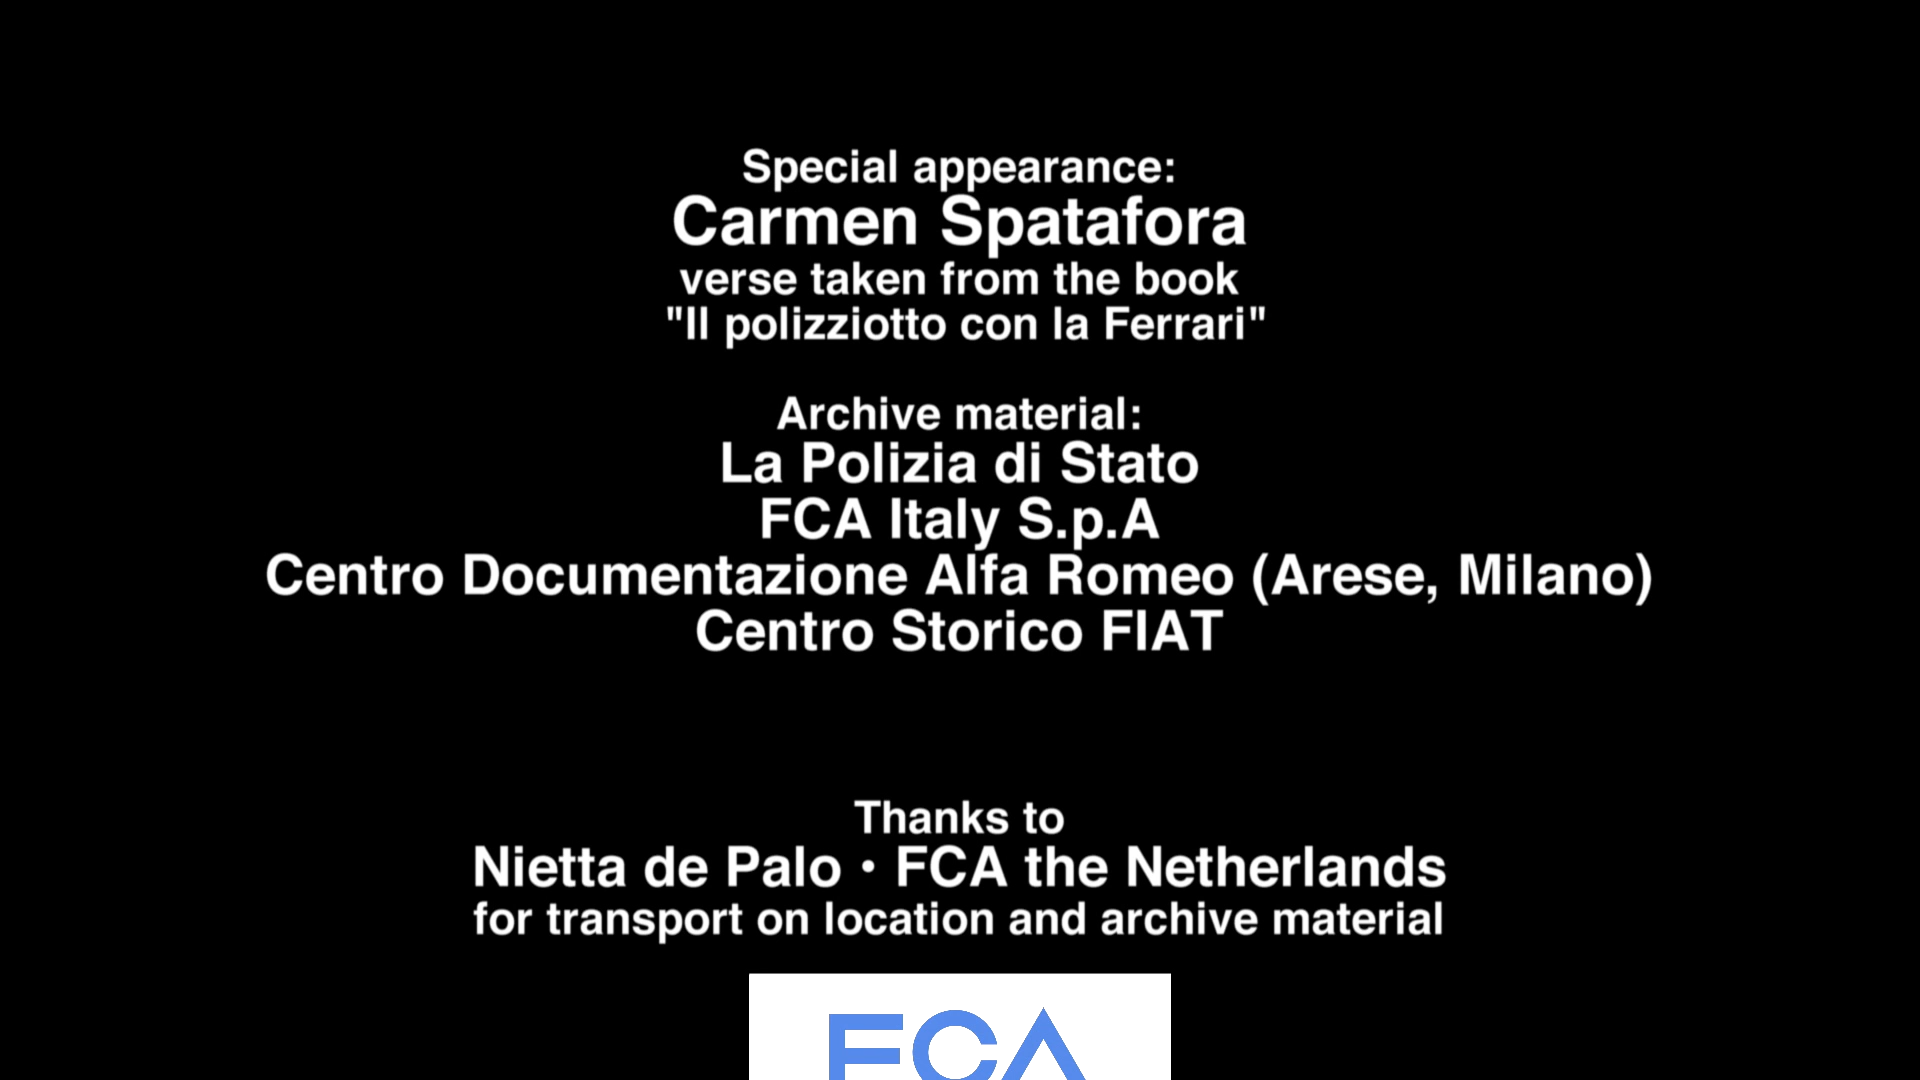 Special appearance:
Carmen Spatafora
verse taken from the book
"Il polizziotto con la Ferrari"
Archive material:
La Polizia di Stato
FCA Italy S.p.A
Centro Documentazione Alfa Romeo (Arese, Milano)
Centro Storico FIAT
Thanks to
Nietta de Palo • FCA the Netherlands
for transport on location and archive material
FCA